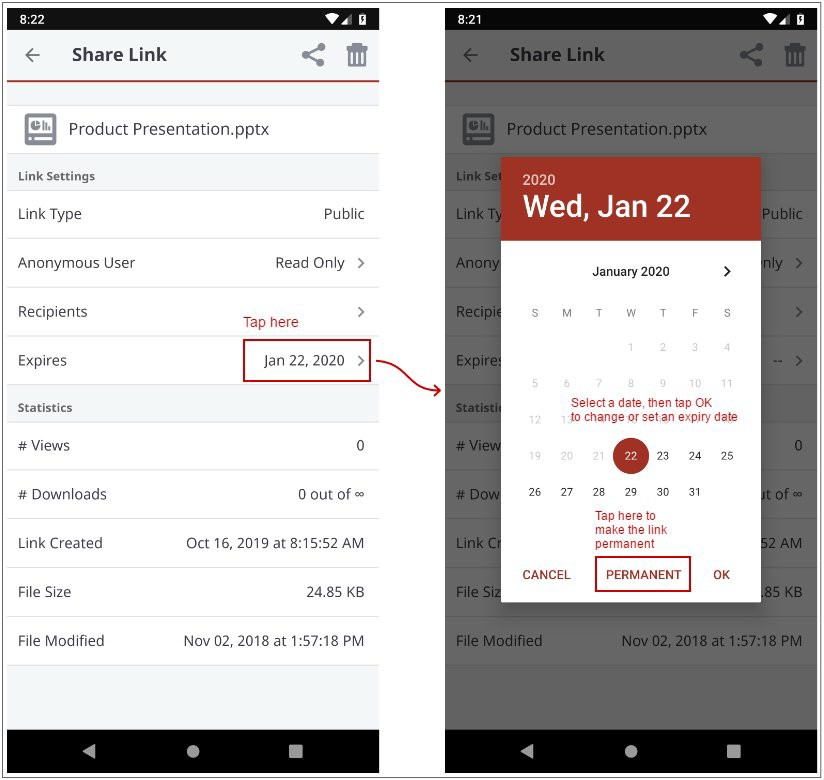 8:22
Share Link
Product Presentation.pptx
Link Settings
Link Type Public
Anonymous User Read Only
Recipients
Tap here
Expires Jan 22, 2020
Statistics
# Views 0
# Downloads 0 out of ∞
Link Created Oct 16, 2019 at 8:15:52 AM
File Size 24.85 KB
File Modified Nov 02, 2018 at 1:57:18 PM
8:21
Share Link
Product Presentation.pptx
Link Set
Link Ty Public
Anony nly
Recipie
Expires --
Statisti
# Views 0
# Dow ut of ∞
Link Cr 52 AM
File Siz .85 KB
File Modified Nov 02, 2018 at 1:57:18 PM
2020
Wed, Jan 22
January 2020
S M T W T F S
1 2 3 4
5 6 7 8 9 10 11
Select a date, then tap OK
to change or set an expiry date
12 13
19 20 21 22 23 24 25
26 27 28 29 30 31
Tap here to
make the link
permanent
CANCEL PERMANENT OK